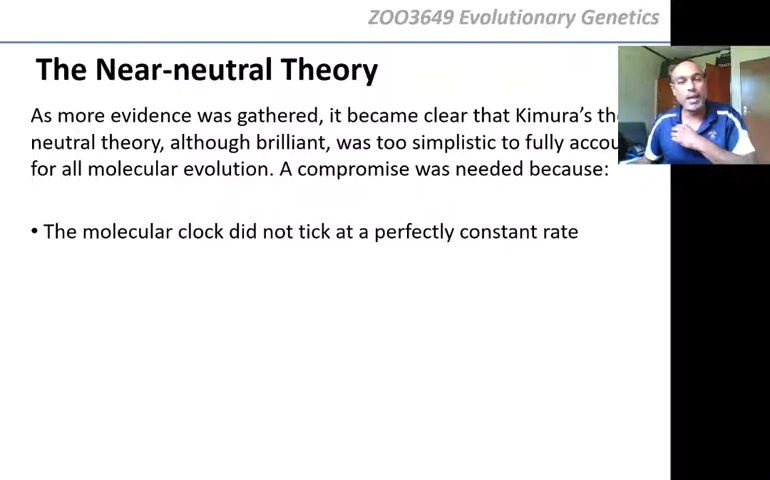 ZOO3649 Evolutionary Genetics
The Near-neutral Theory
As more evidence was gathered, it became clear that Kimura’s
neutral theory, although brilliant, was too simplistic to fully
for all molecular evolution. A compromise was needed because:
• The molecular clock did not tick at a perfectly constant rate